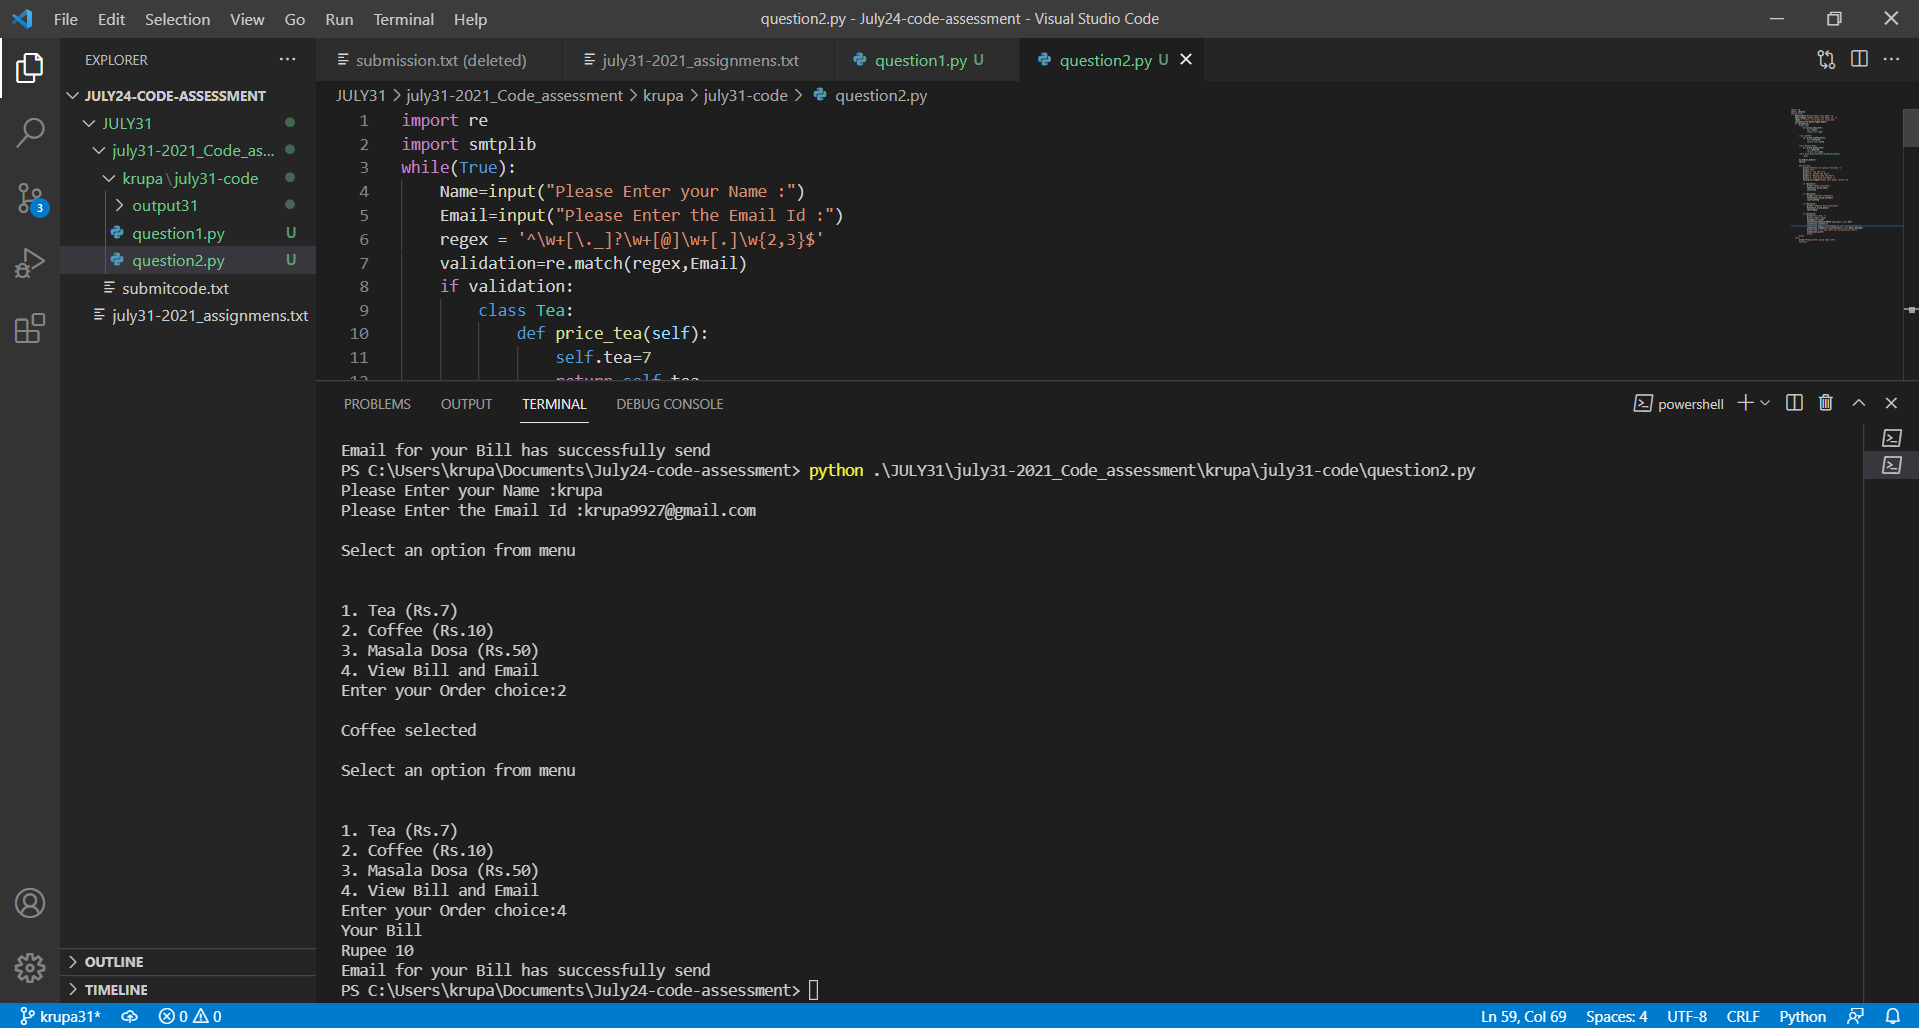 File Edit Selection View Go Run Terminal Help
question2.py - July24-code-assessment - Visual Studio Code
EXPLORER
JULY24-CODE-ASSESSMENT
JULY31
july31-2021_Code_as...
krupa\july31-code
output31
question1.py U
question2.py U
submitcode.txt
july31-2021_assignmens.txt
OUTLINE
TIMELINE
3
submission.txt (deleted) july31-2021_assignmens.txt question1.py U question2.py U
JULY31 > july31-2021_Code_assessment > krupa > july31-code > question2.py
1 import re
2 import smtplib
3 while(True):
4 Name=input("Please Enter your Name :")
5 Email=input("Please Enter the Email Id :")
6 regex = '^\w+[\._]?\w+[@]\w+[.]\w{2,3}$'
7 validation=re.match(regex,Email)
8 if validation:
9 class Tea:
10 def price_tea(self):
11 self.tea=7
12 return self.tea
PROBLEMS OUTPUT TERMINAL DEBUG CONSOLE
powershell
Email for your Bill has successfully send
PS C:\Users\krupa\Documents\July24-code-assessment> python .\JULY31\july31-2021_Code_assessment\krupa\july31-code\question2.py
Please Enter your Name :krupa
Please Enter the Email Id :krupa9927@gmail.com
Select an option from menu
1. Tea (Rs.7)
2. Coffee (Rs.10)
3. Masala Dosa (Rs.50)
4. View Bill and Email
Enter your Order choice:2
Coffee selected
Select an option from menu
1. Tea (Rs.7)
2. Coffee (Rs.10)
3. Masala Dosa (Rs.50)
4. View Bill and Email
Enter your Order choice:4
Your Bill
Rupee 10
Email for your Bill has successfully send
PS C:\Users\krupa\Documents\July24-code-assessment>
krupa31* 0 0
Ln 59, Col 69 Spaces: 4 UTF-8 CRLF Python